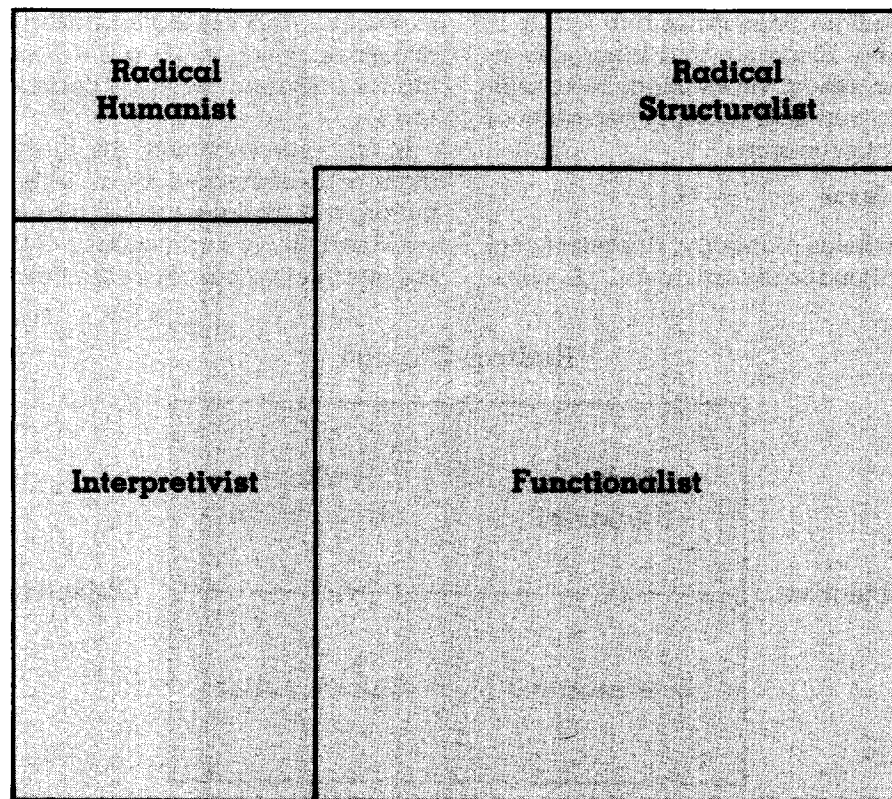 Radical
Humanist
Radical
Structuralist
Interpretivist
Functionalist